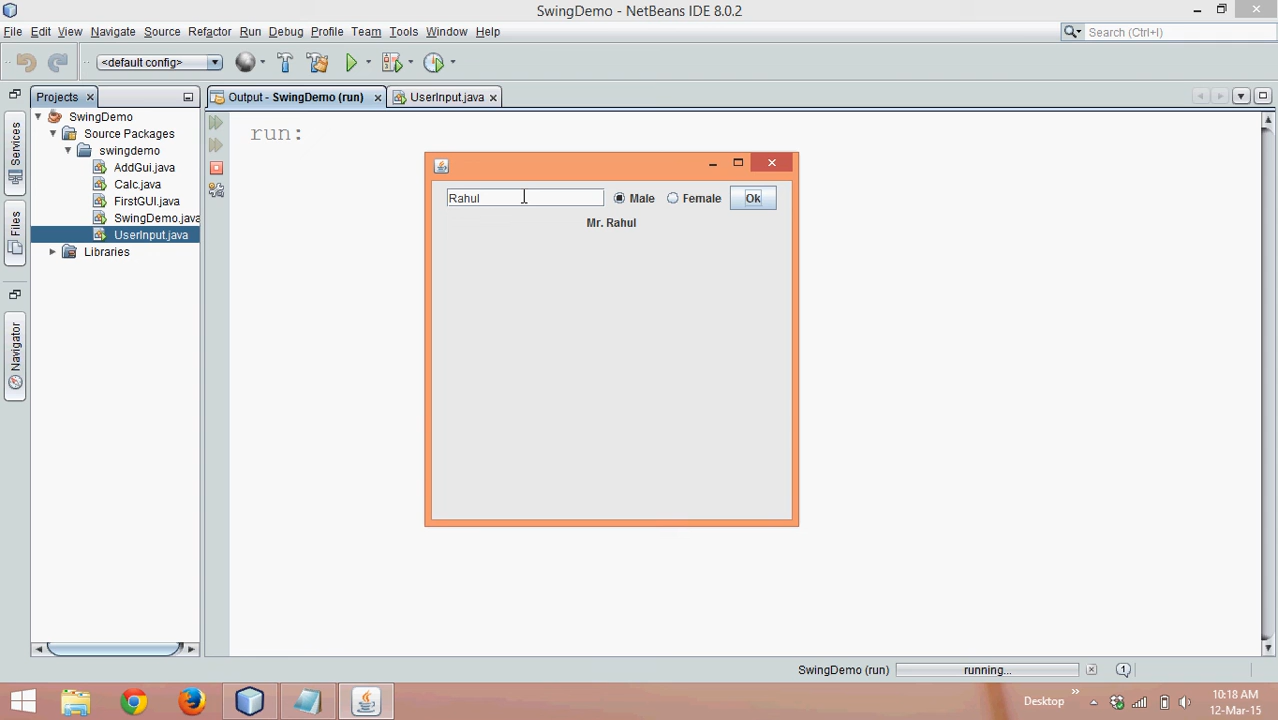 SwingDemo - NetBeans IDE 8.0.2
File Edit View Navigate Source Refactor Run Debug Profile Team Tools Window Help
Search (Ctrl+I)
<default config>
Projects
Output - SwingDemo (run)
UserInput.java
Services
Files
Navigator
SwingDemo
Source Packages
swingdemo
AddGui.java
Calc.java
FirstGUI.java
SwingDemo.java
UserInput.java
Libraries
run:
Rahul Male Female Ok
Mr. Rahul
SwingDemo (run) running... 1
Desktop
10:18 AM
12-Mar-15